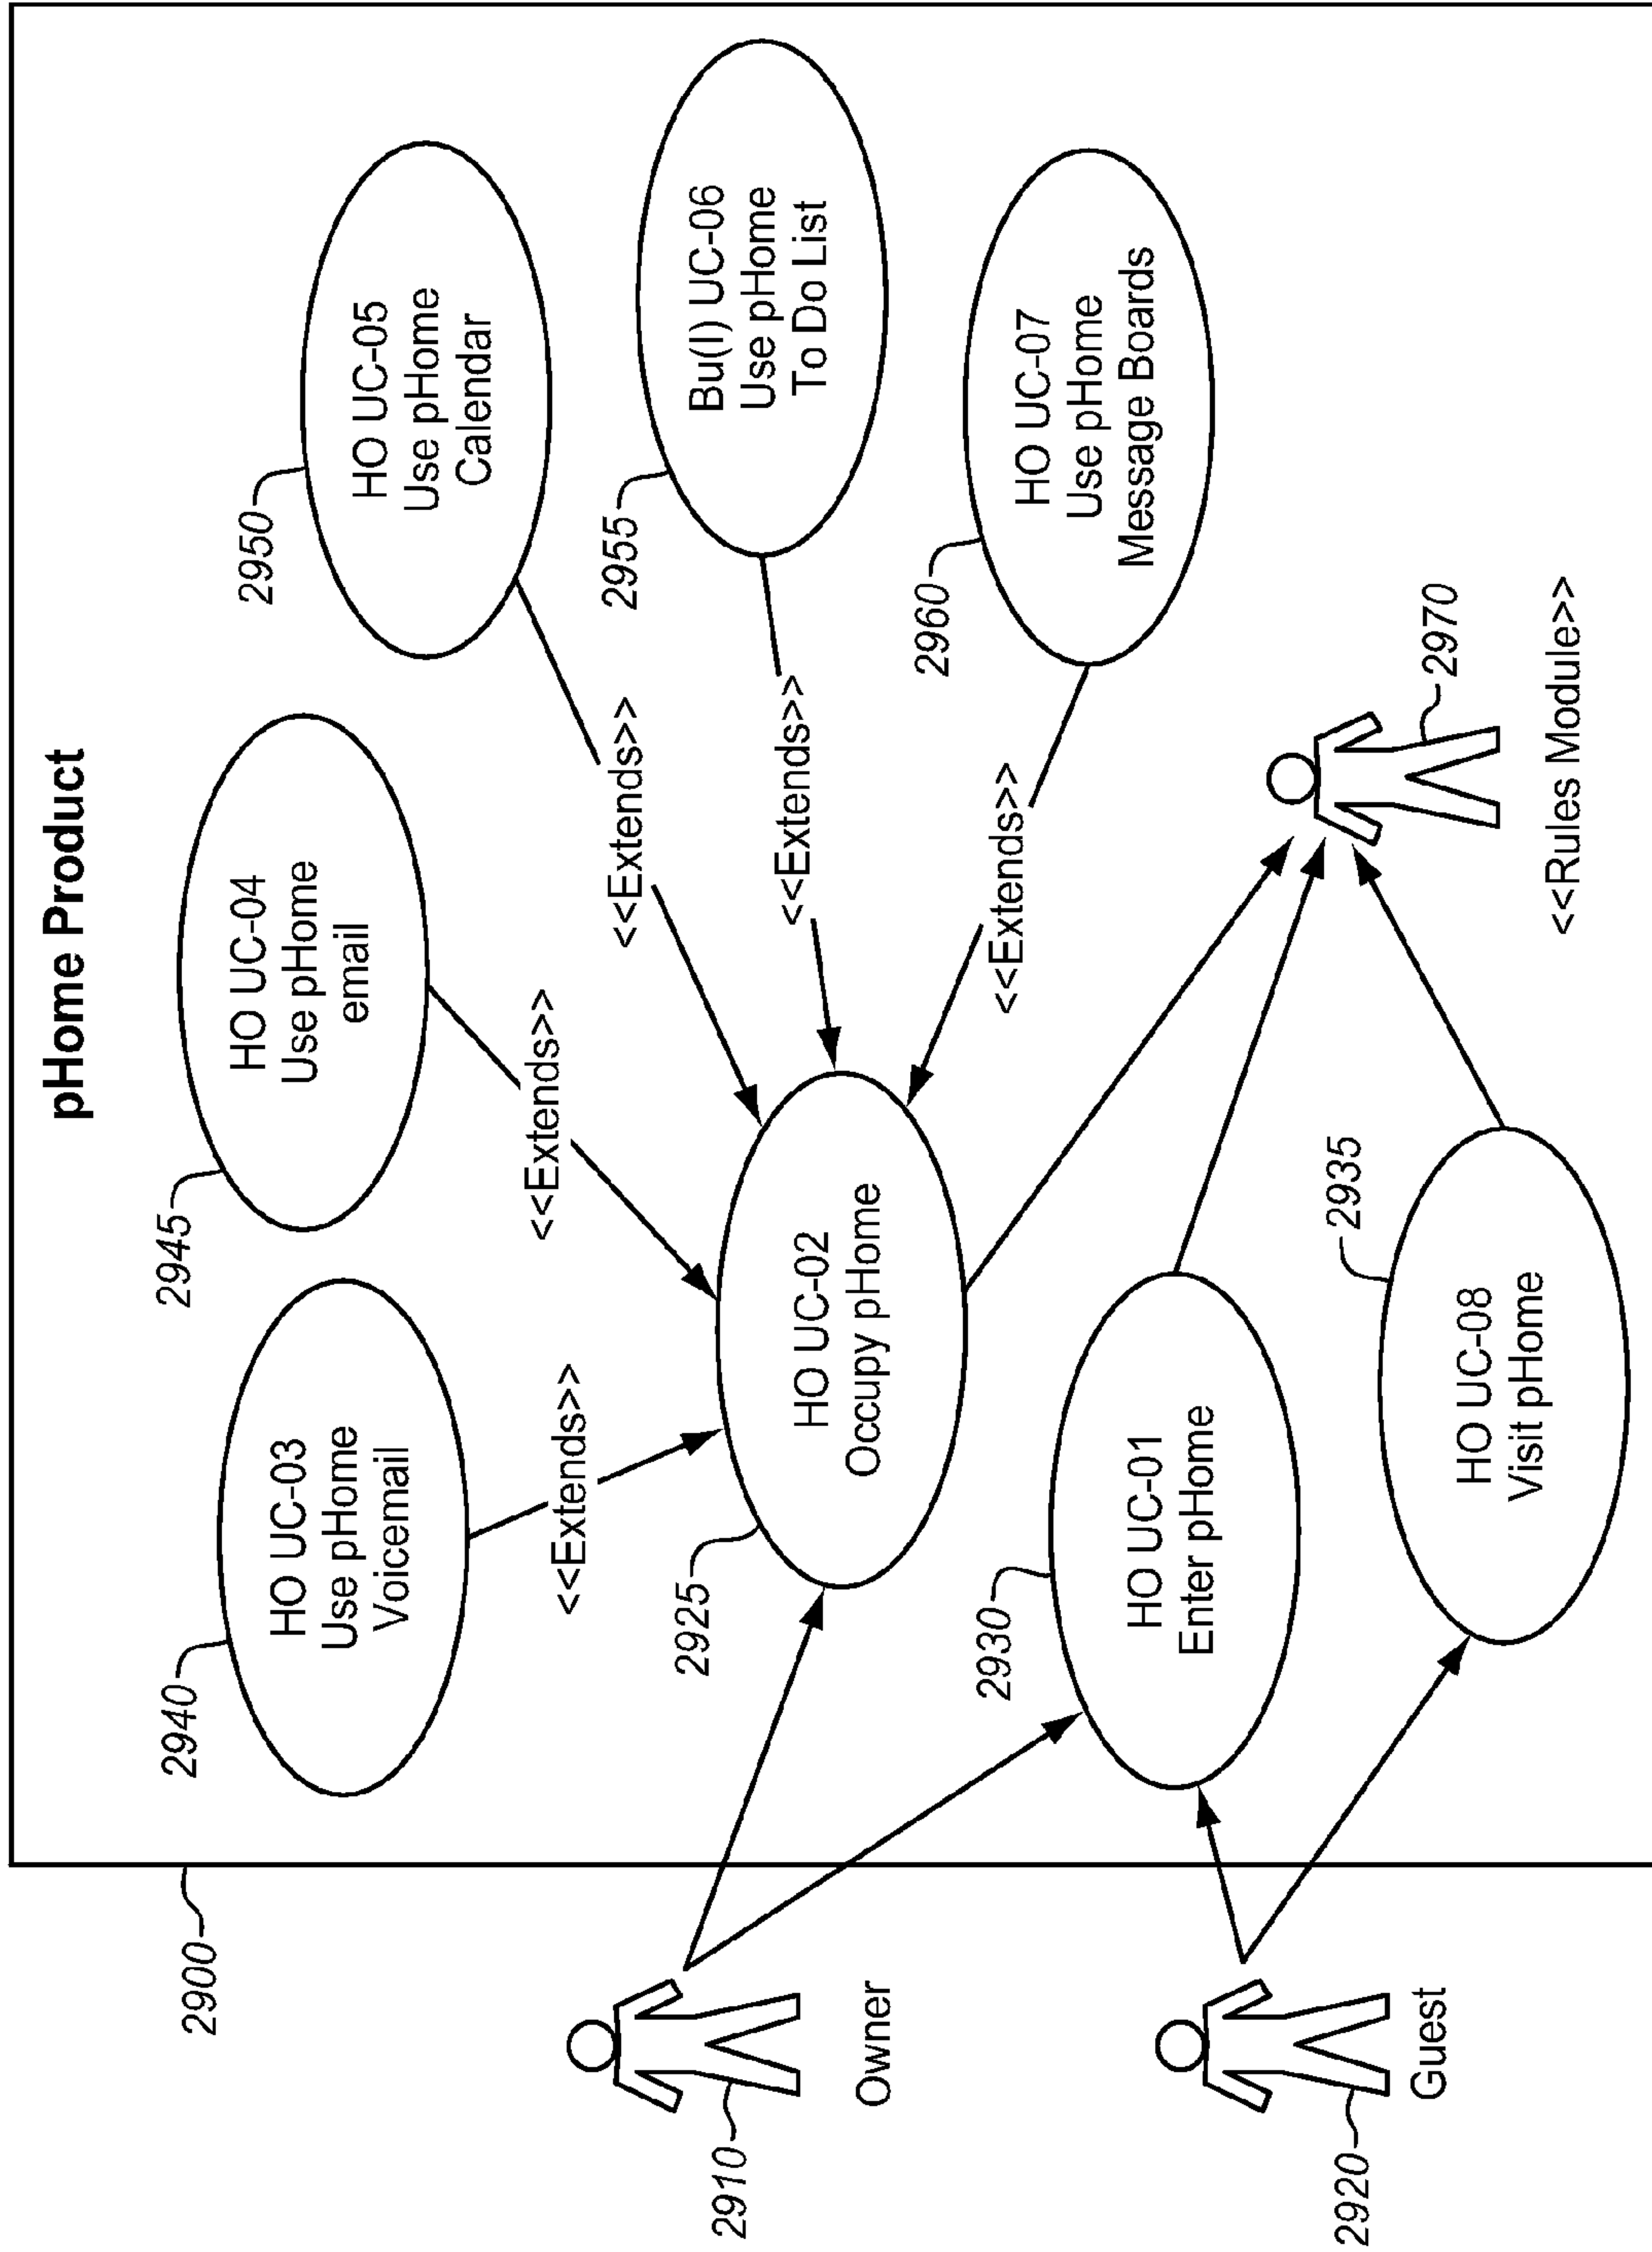 pHome Product
2900
2940
HO UC-03
Use pHome
Voicemail
2945
HO UC-04
Use pHome
email
2950
HO UC-05
Use pHome
Calendar
<<Extends>>
<<Extends>>
<<Extends>>
2955
Bu(I) UC-06
Use pHome
To Do List
<<Extends>>
2910
Owner
2925
HO UC-02
Occupy pHome
2960
HO UC-07
Use pHome
Message Boards
<<Extends>>
2930
HO UC-01
Enter pHome
2970
<<Rules Module>>
2920
Guest
2935
HO UC-08
Visit pHome